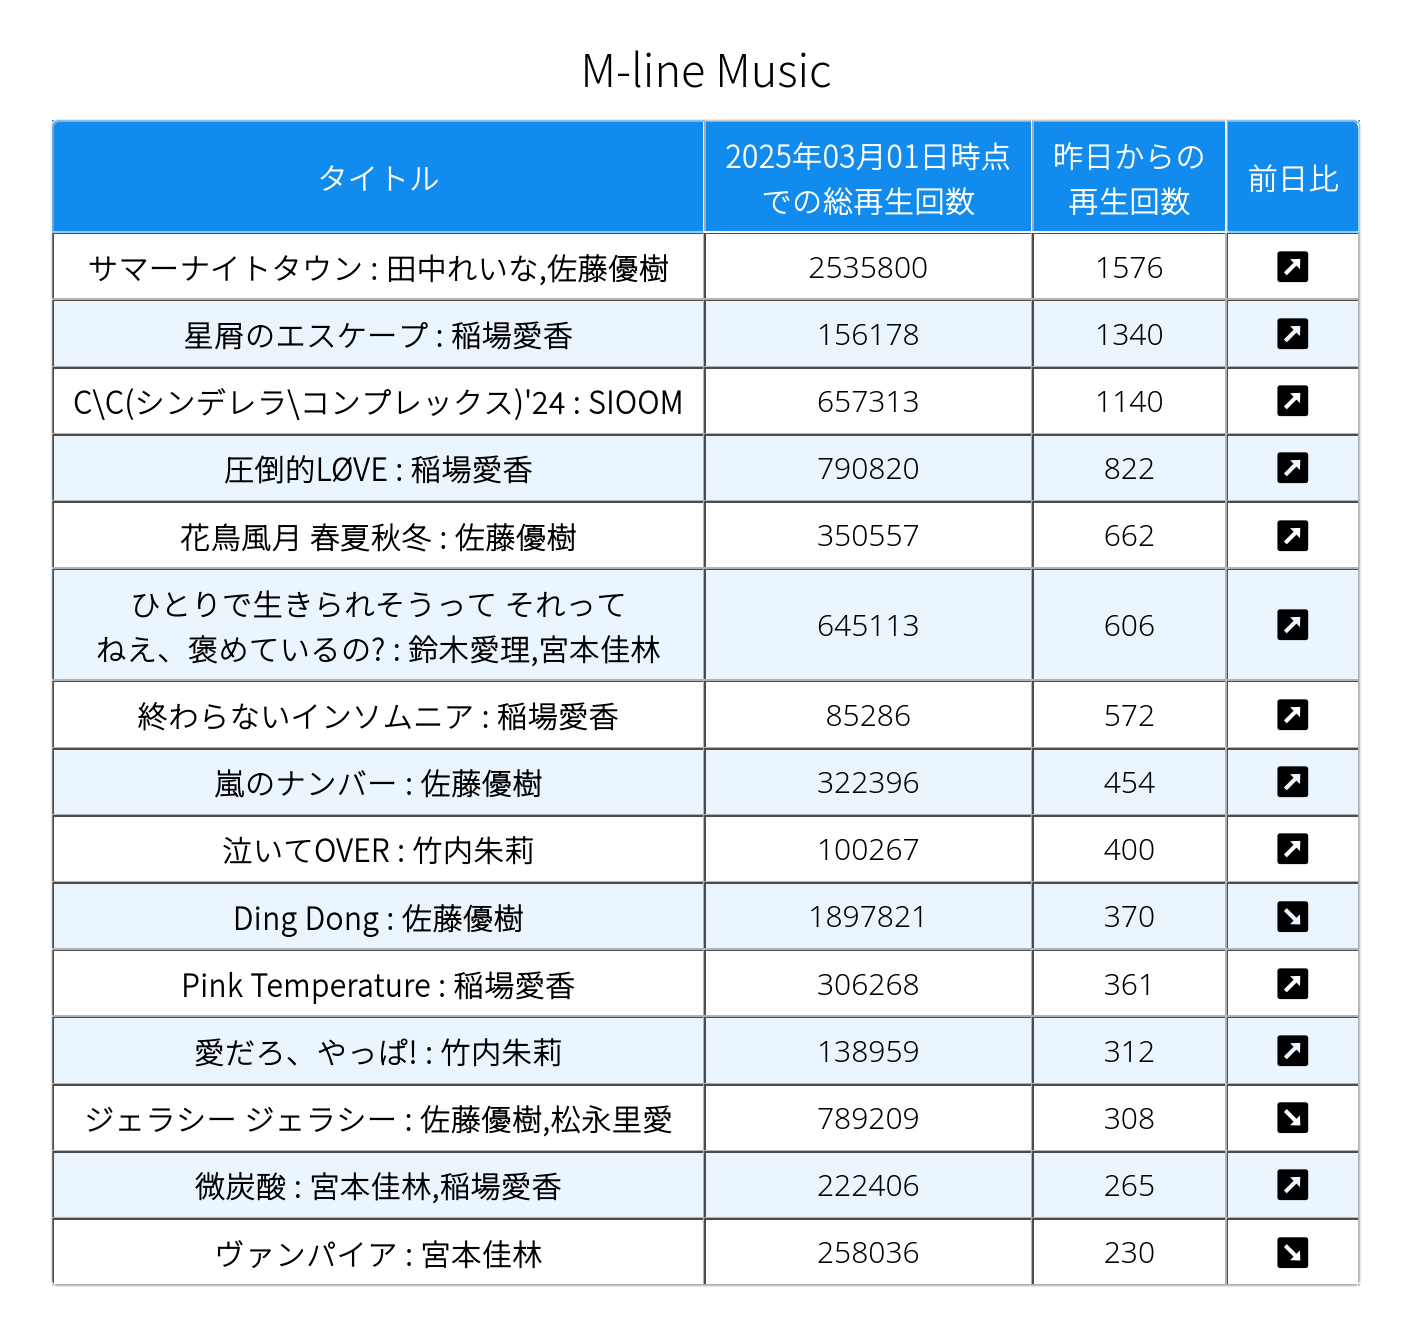 M-line Music
タイトル
2025年03月01日時点
での総再生回数
昨日からの
再生回数
前日比
サマーナイトタウン : 田中れいな,佐藤優樹 2535800 1576
星屑のエスケープ : 稲場愛香 156178 1340
C\C(シンデレラ\コンプレックス)'24 : SIOOM 657313 1140
圧倒的LØVE : 稲場愛香 790820 822
花鳥風月 春夏秋冬 : 佐藤優樹 350557 662
ひとりで生きられそうって それって
ねえ、褒めているの? : 鈴木愛理,宮本佳林 645113 606
終わらないインソムニア : 稲場愛香 85286 572
嵐のナンバー : 佐藤優樹 322396 454
泣いてOVER : 竹内朱莉 100267 400
Ding Dong : 佐藤優樹 1897821 370
Pink Temperature : 稲場愛香 306268 361
愛だろ、やっぱ! : 竹内朱莉 138959 312
ジェラシー ジェラシー : 佐藤優樹,松永里愛 789209 308
微炭酸 : 宮本佳林,稲場愛香 222406 265
ヴァンパイア : 宮本佳林 258036 230